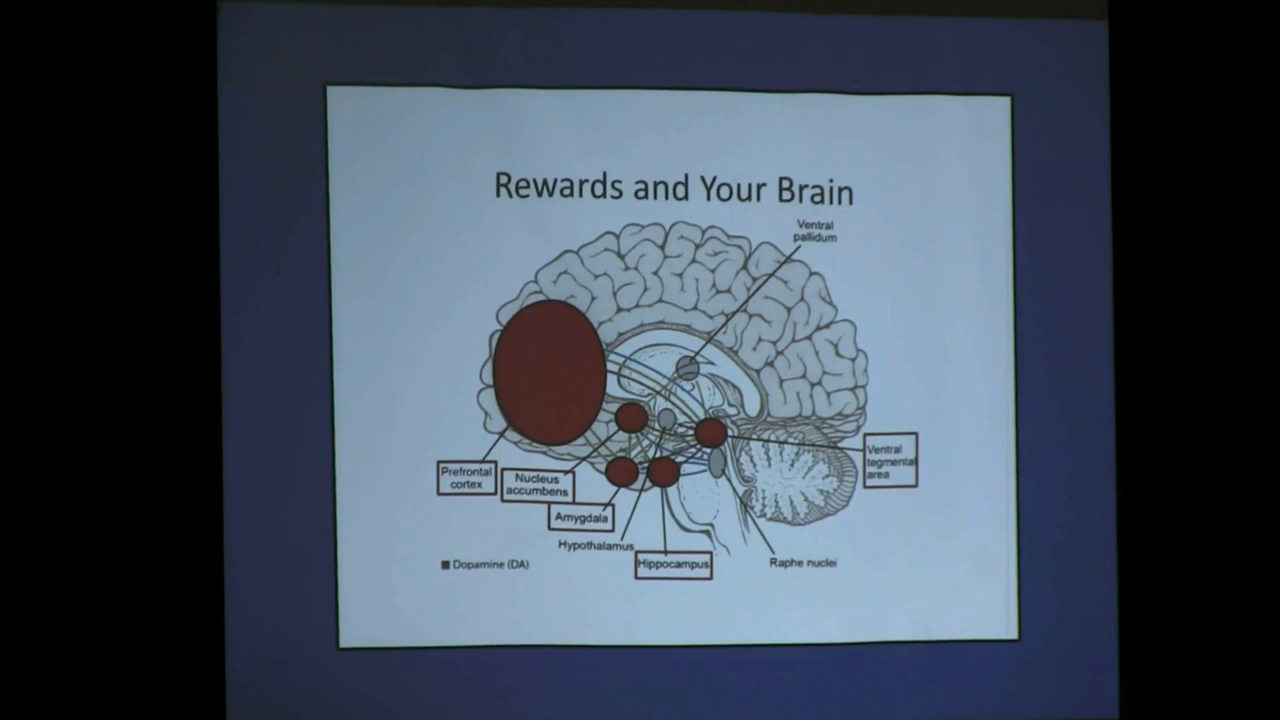 Rewards and Your Brain
Ventral
pallidum
Ventral
tegmental
area
Prefrontal
cortex
Nucleus
accumbens
Amygdala
Hypothalamus
Hippocampus
Raphe nuclei
Dopamine (DA)